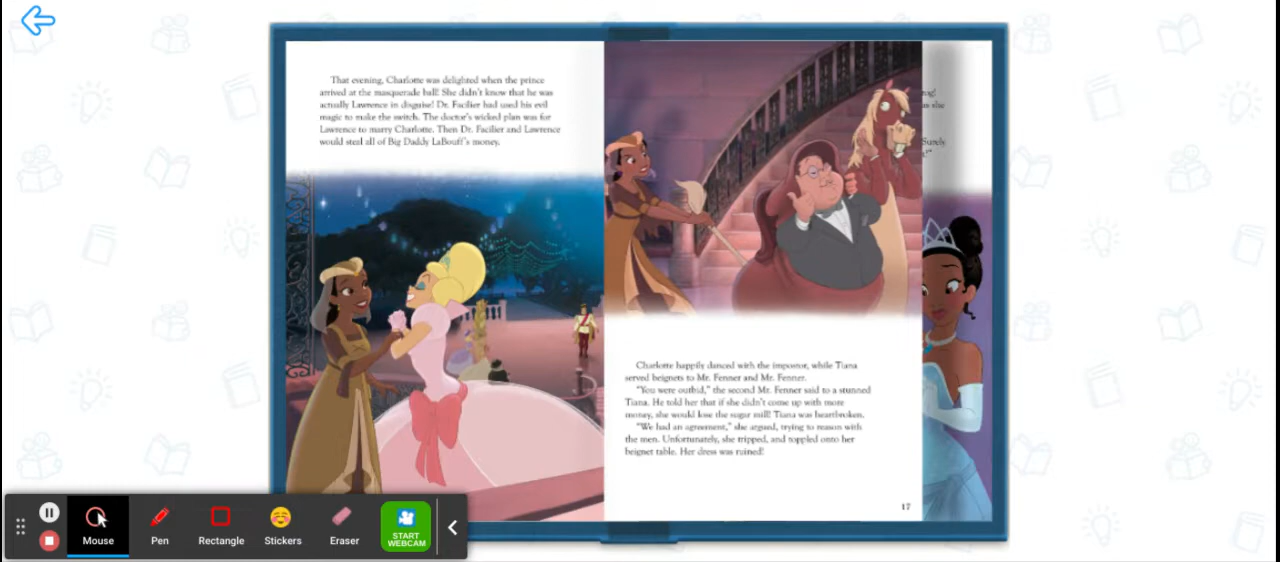 That evening, Charlotte was delighted when the prince
arrived at the masquerade ball! She didn't know that he was
actually Lawrence in disguise! Dr. Facilier had used his evil
magic to make the switch. The doctor's wicked plan was for
Lawrence to marry Charlotte. Then Dr. Facilier and Lawrence
would steal all of Big Daddy LaBouff's money.
Charlotte happily danced with the impostor, while Tiana
served beignets to Mr. Fenner and Mr. Fenner.
"You were outbid," the second Mr. Fenner said to a stunned
Tiana. He told her that if she didn't come up with more
money, she would lose the sugar mill! Tiana was heartbroken.
"We had an agreement," she argued, trying to reason with
the men. Unfortunately, she tripped, and toppled onto her
beignet table. Her dress was ruined!
17
she
Surely
Mouse
Pen
Rectangle
Stickers
Eraser
START
WEBCAM